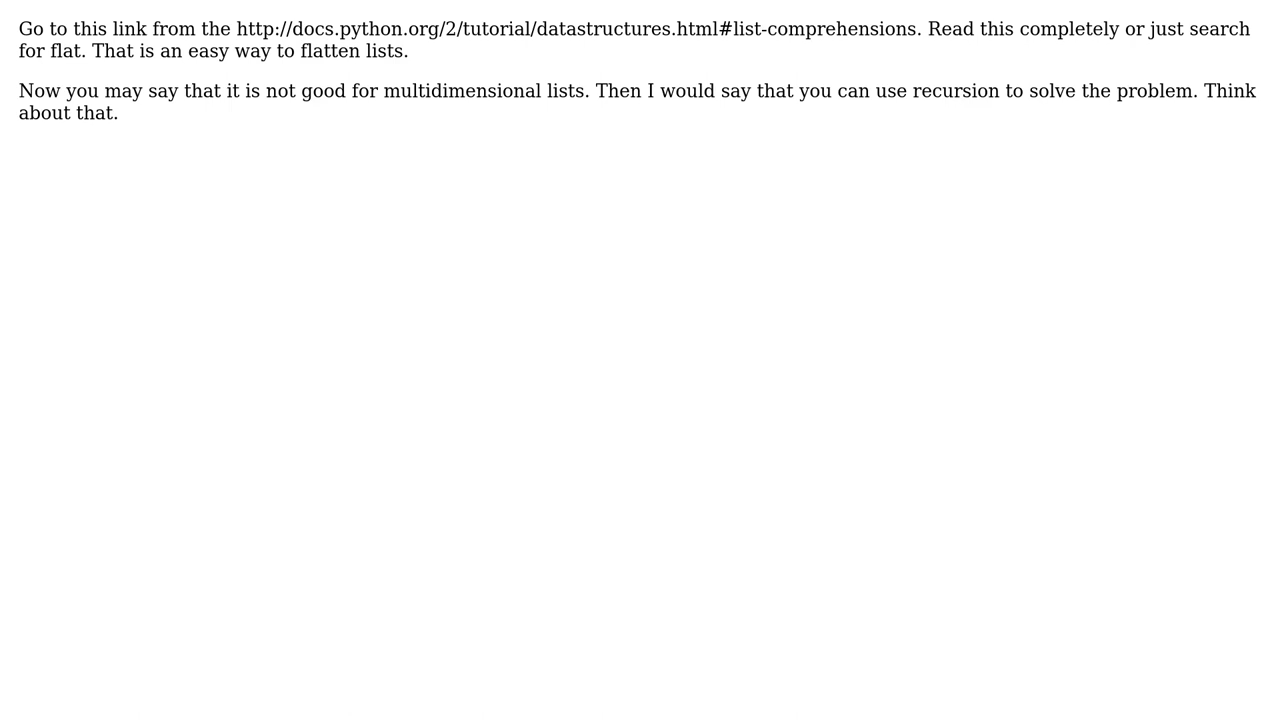 Go to this link from the http://docs.python.org/2/tutorial/datastructures.html#list-comprehensions. Read this completely or just search
for flat. That is an easy way to flatten lists.
Now you may say that it is not good for multidimensional lists. Then I would say that you can use recursion to solve the problem. Think
about that.